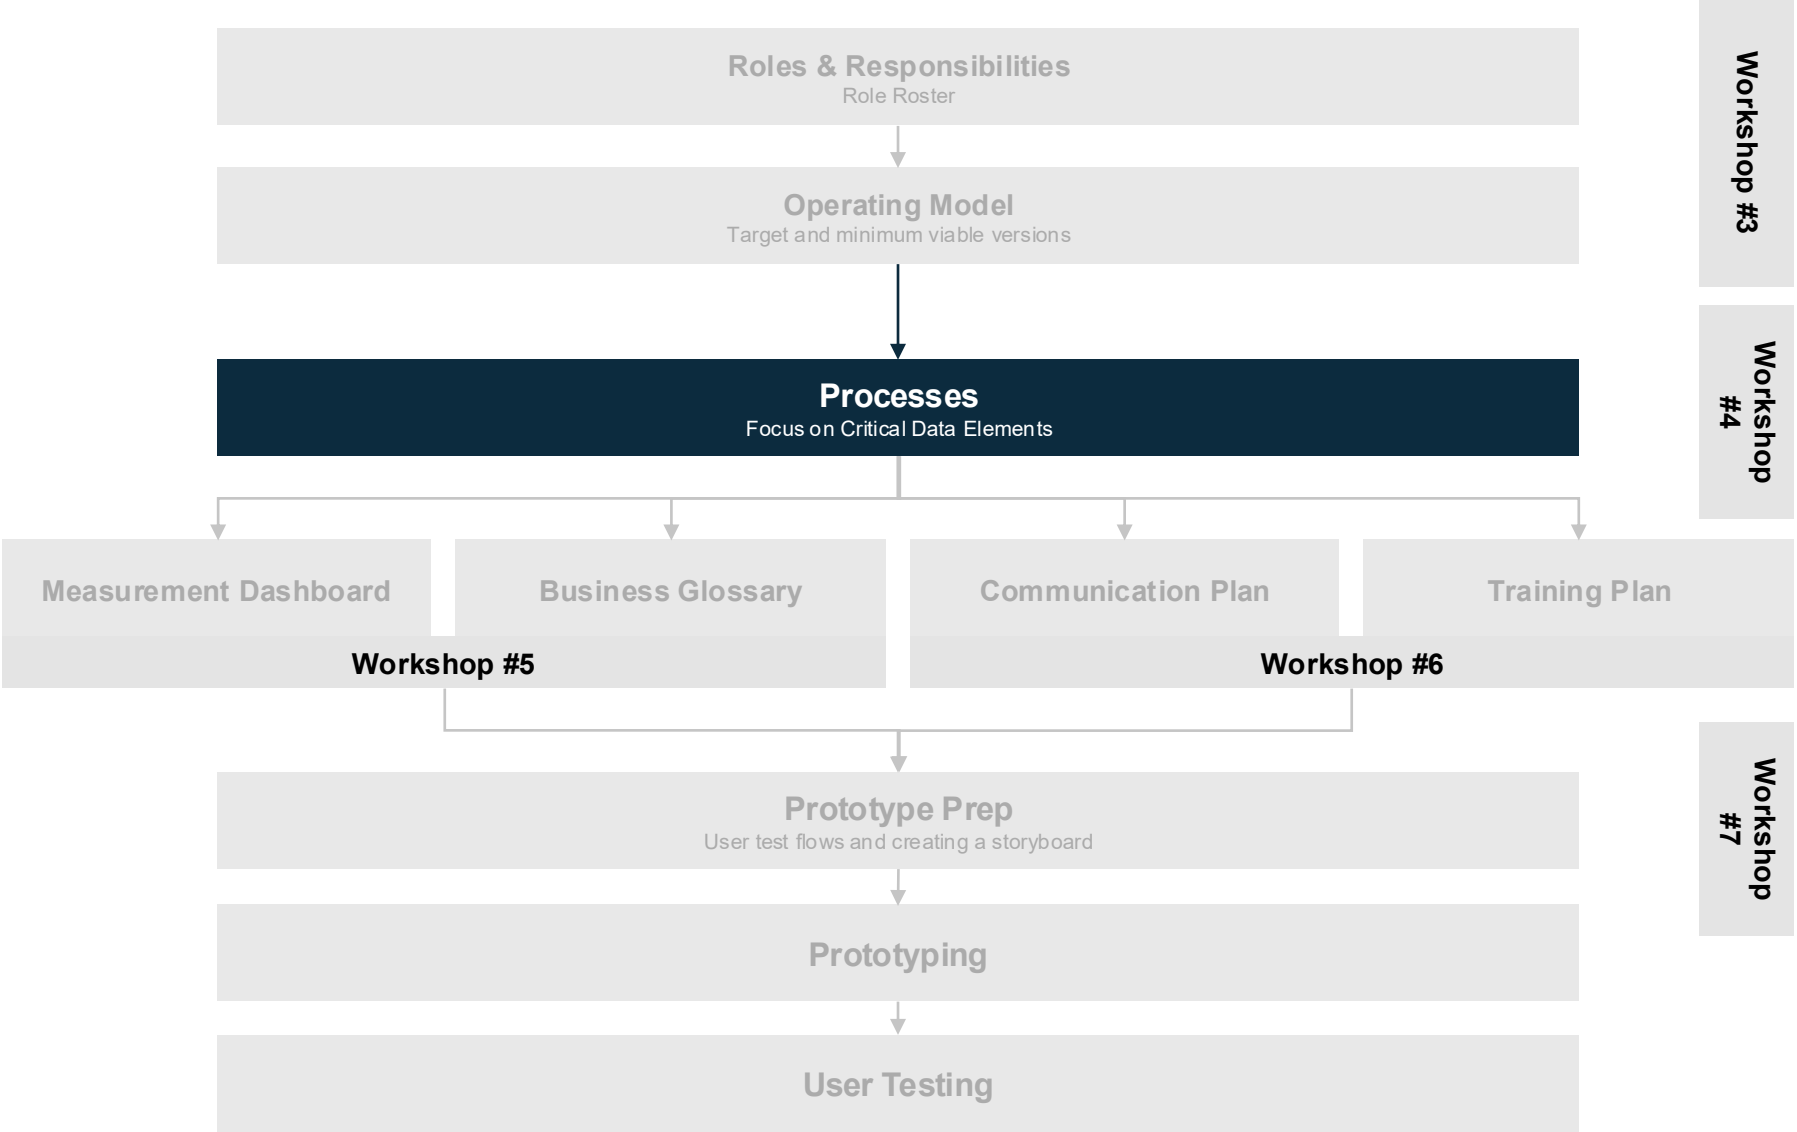 Roles & Responsibilities
Role Roster
Workshop #3
Operating Model
Target and minimum viable versions
Processes
Focus on Critical Data Elements
Workshop
#4
Measurement Dashboard
Business Glossary
Communication Plan
Training Plan
Workshop #5
Workshop #6
Prototype Prep
User test flows and creating a storyboard
Workshop
#7
Prototyping
User Testing